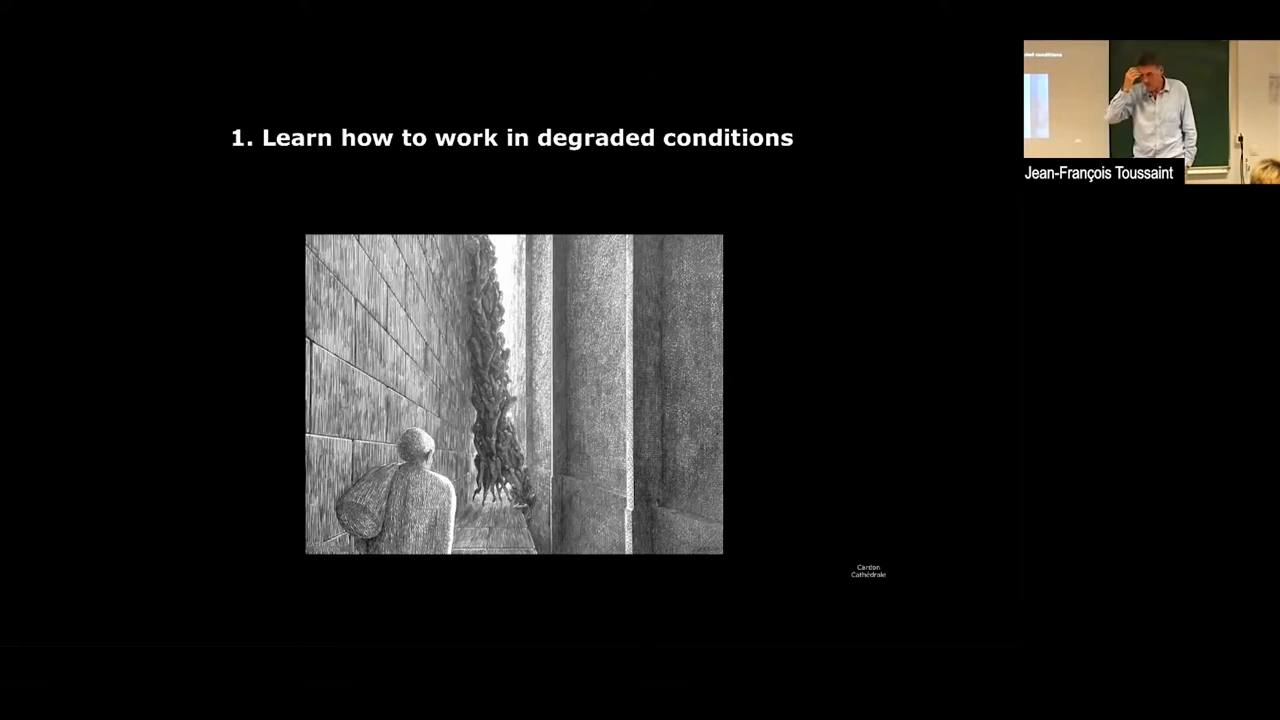 1. Learn how to work in degraded conditions
Jean-François Toussaint
Cardon
Cathédrale